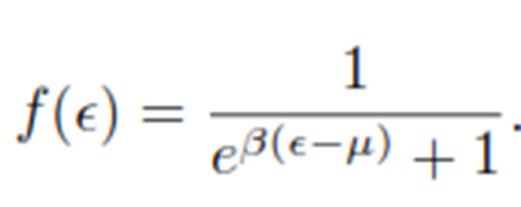 f(ϵ) = 1 / (e^{β(ϵ−μ)} + 1).